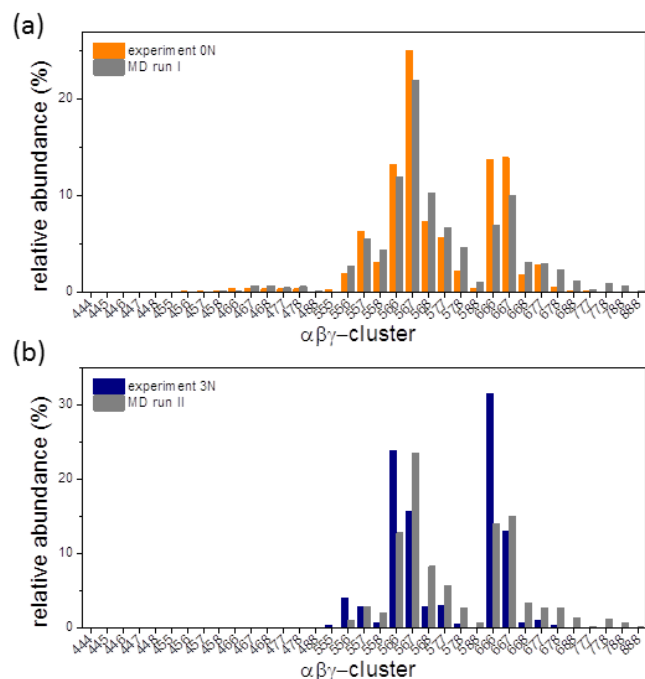 (a)
experiment 0N
MD run I
relative abundance (%)
20
10
0
444 445 446 447 448 455 456 457 458 466 467 468 477 478 488 555 556 557 558 566 567 568 577 578 588 666 667 668 677 678 688 777 778 788 888
αβγ–cluster
(b)
experiment 3N
MD run II
relative abundance (%)
30
20
10
0
444 445 446 447 448 455 456 457 458 466 467 468 477 478 488 555 556 557 558 566 567 568 577 578 588 666 667 668 677 678 688 777 778 788 888
αβγ–cluster